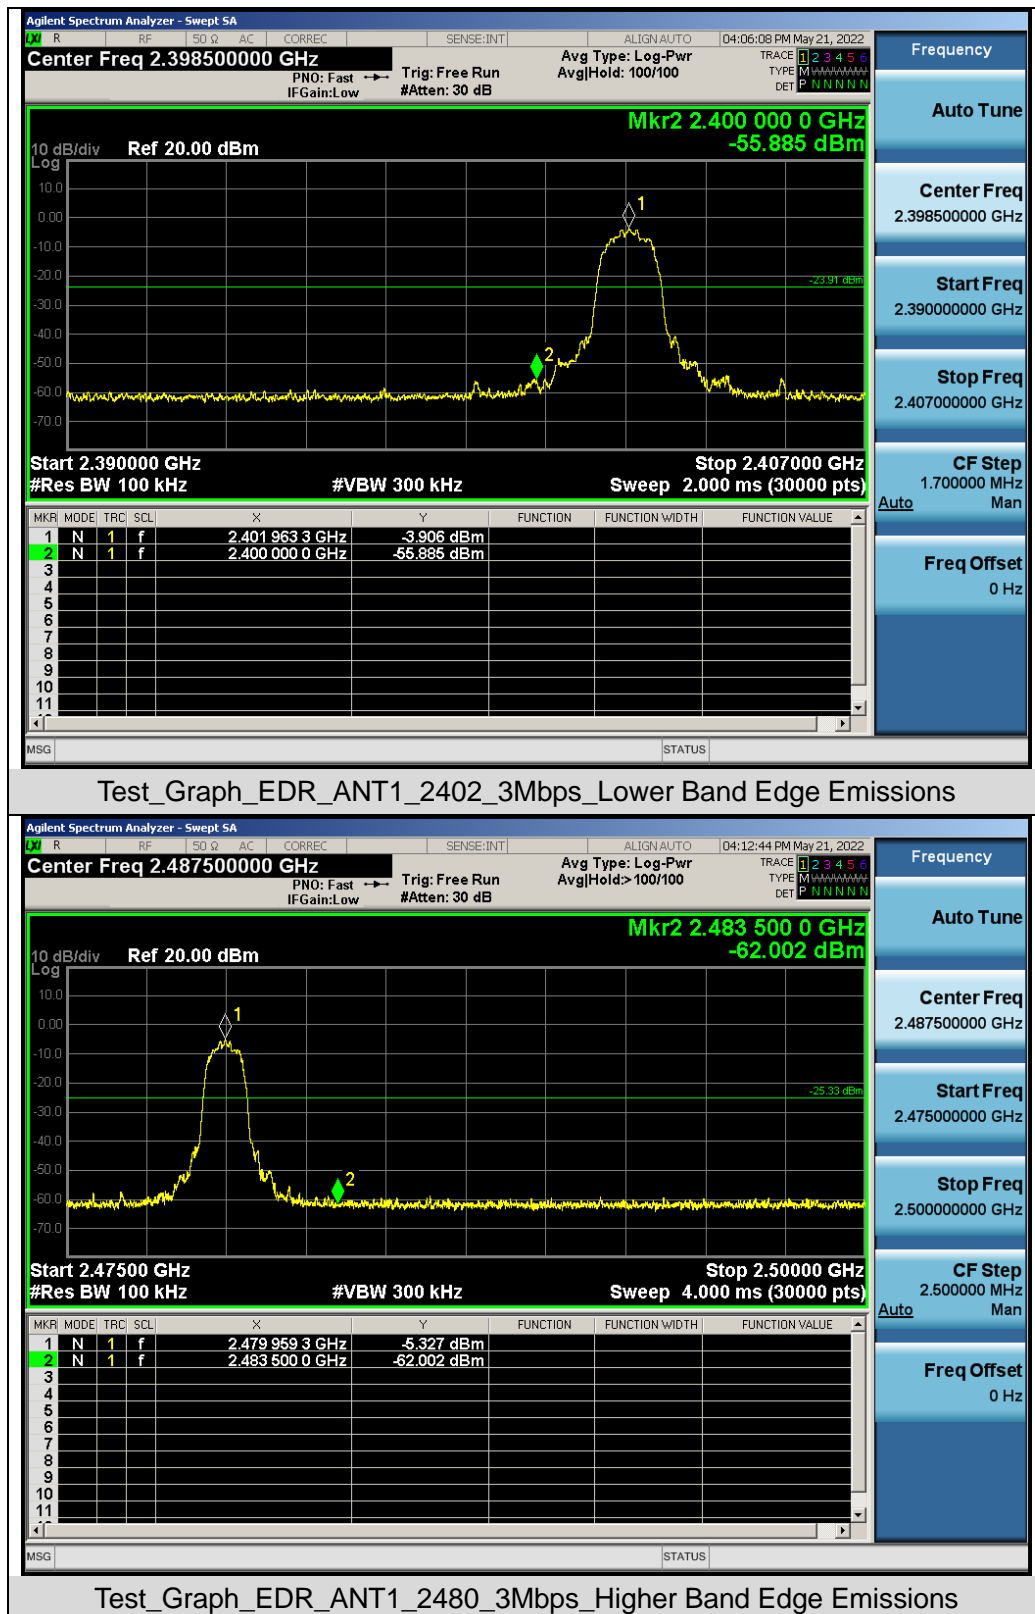 Agilent Spectrum Analyzer - Swept SA
LXI R RF 50 Ω AC CORREC SENSE:INT ALIGN AUTO 04:06:08 PM May 21, 2022
Center Freq 2.398500000 GHz
PNO: Fast
IFGain:Low
Trig: Free Run
#Atten: 30 dB
Avg Type: Log-Pwr
Avg|Hold: 100/100
TRACE 1 2 3 4 5 6
TYPE M WWWWW
DET P N N N N N
Mkr2 2.400 000 0 GHz
-55.885 dBm
10 dB/div Ref 20.00 dBm
Log
10.0
0.00
-10.0
-20.0
-30.0
-40.0
-50.0
-60.0
-70.0
1
2
-23.91 dBm
Start 2.390000 GHz Stop 2.407000 GHz
#Res BW 100 kHz #VBW 300 kHz Sweep 2.000 ms (30000 pts)
MKR MODE TRC SCL X Y FUNCTION FUNCTION WIDTH FUNCTION VALUE
1 N 1 f 2.401 963 3 GHz -3.906 dBm
2 N 1 f 2.400 000 0 GHz -55.885 dBm
3
4
5
6
7
8
9
10
11
MSG STATUS
Frequency
Auto Tune
Center Freq
2.398500000 GHz
Start Freq
2.390000000 GHz
Stop Freq
2.407000000 GHz
CF Step
1.700000 MHz
Auto Man
Freq Offset
0 Hz
Test_Graph_EDR_ANT1_2402_3Mbps_Lower Band Edge Emissions
Agilent Spectrum Analyzer - Swept SA
LXI R RF 50 Ω AC CORREC SENSE:INT ALIGN AUTO 04:12:44 PM May 21, 2022
Center Freq 2.487500000 GHz
PNO: Fast
IFGain:Low
Trig: Free Run
#Atten: 30 dB
Avg Type: Log-Pwr
Avg|Hold:> 100/100
TRACE 1 2 3 4 5 6
TYPE M WWWWW
DET P N N N N N
Mkr2 2.483 500 0 GHz
-62.002 dBm
10 dB/div Ref 20.00 dBm
Log
10.0
0.00
-10.0
-20.0
-30.0
-40.0
-50.0
-60.0
-70.0
1
2
-25.33 dBm
Start 2.47500 GHz Stop 2.50000 GHz
#Res BW 100 kHz #VBW 300 kHz Sweep 4.000 ms (30000 pts)
MKR MODE TRC SCL X Y FUNCTION FUNCTION WIDTH FUNCTION VALUE
1 N 1 f 2.479 959 3 GHz -5.327 dBm
2 N 1 f 2.483 500 0 GHz -62.002 dBm
3
4
5
6
7
8
9
10
11
MSG STATUS
Frequency
Auto Tune
Center Freq
2.487500000 GHz
Start Freq
2.475000000 GHz
Stop Freq
2.500000000 GHz
CF Step
2.500000 MHz
Auto Man
Freq Offset
0 Hz
Test_Graph_EDR_ANT1_2480_3Mbps_Higher Band Edge Emissions